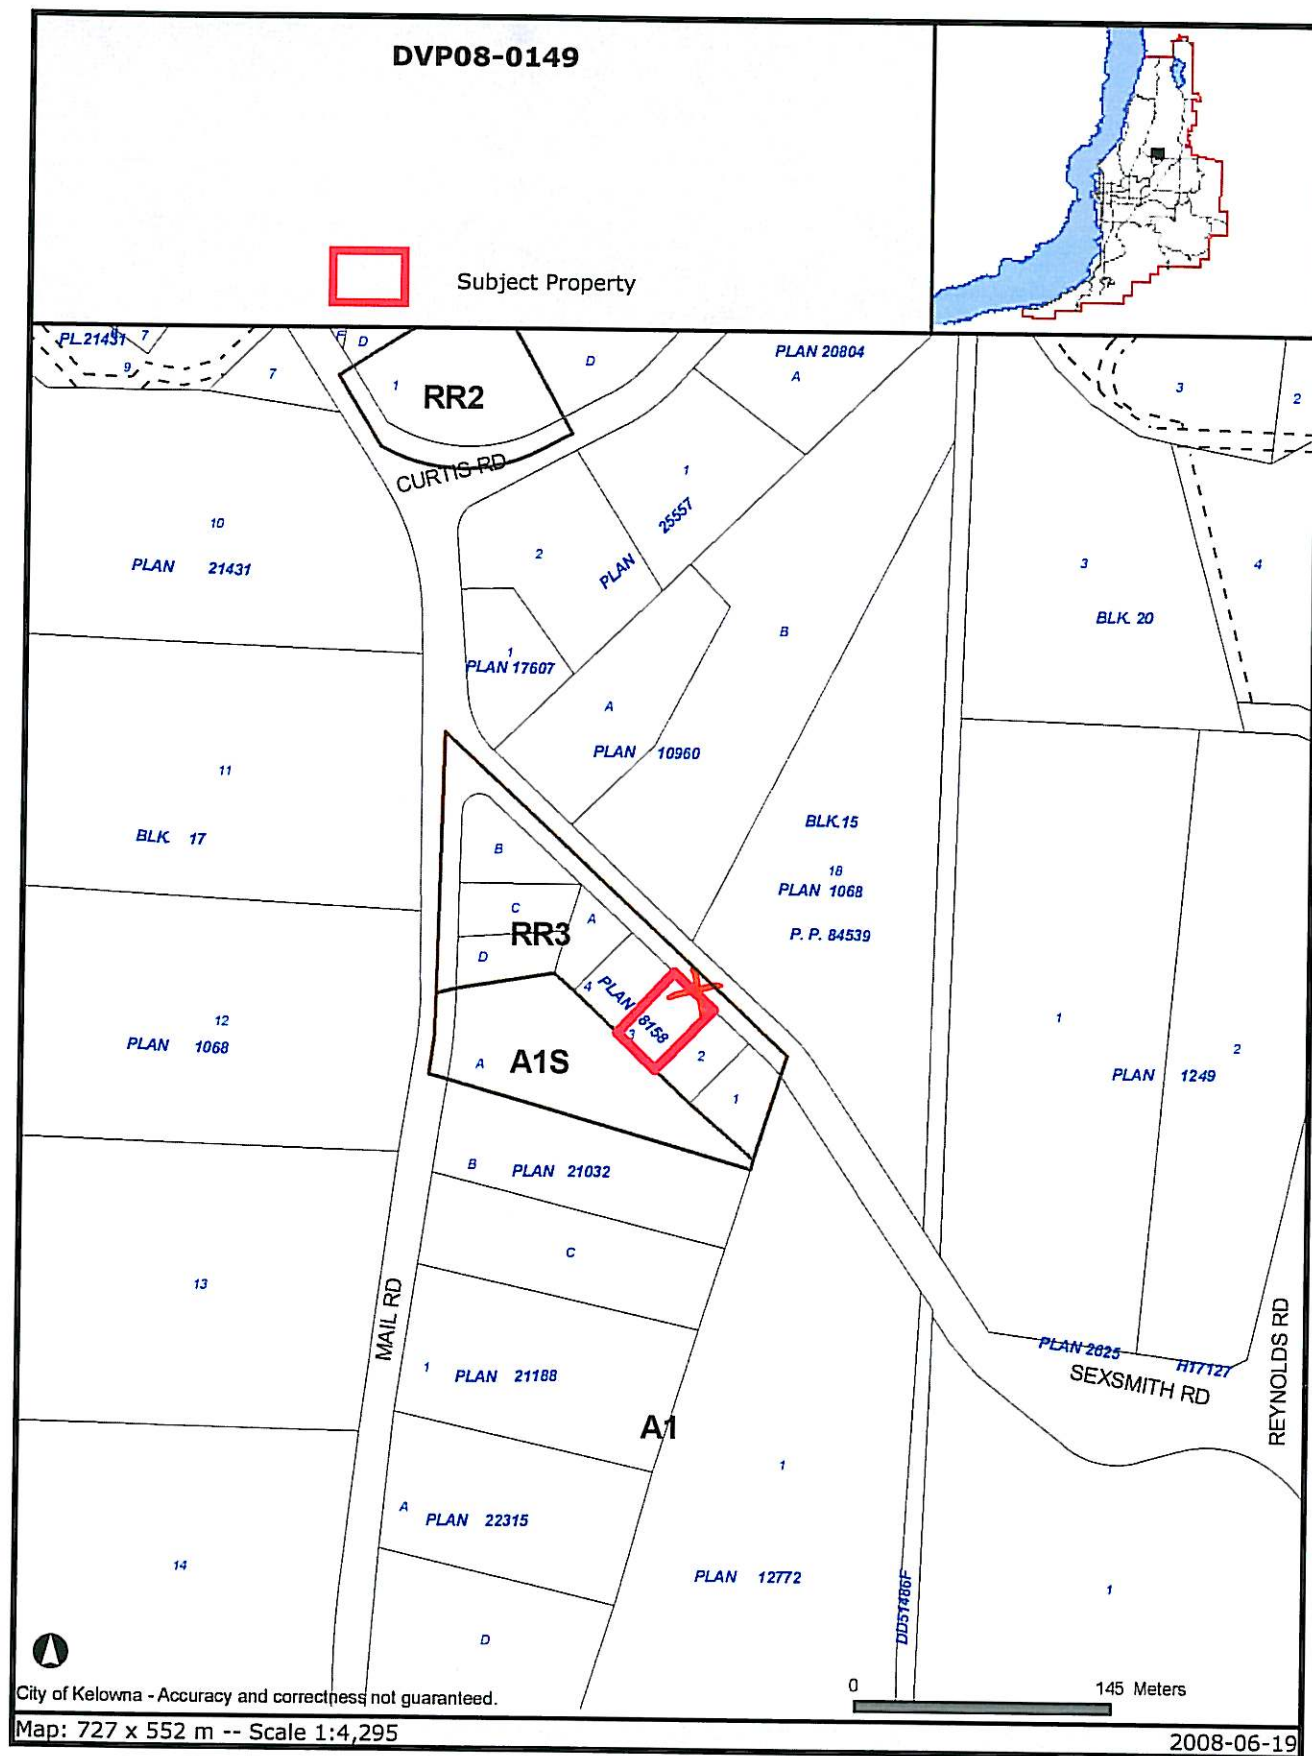 DVP08-0149
Subject Property
PL.21431
7
9
7
F
D
1
RR2
D
PLAN 20804
A
3
2
CURTIS RD
1
PLAN 25557
10
PLAN 21431
2
3
4
BLK. 20
B
1
PLAN 17607
A
PLAN 10960
11
BLK. 17
BLK.15
18
PLAN 1068
P. P. 84539
B
C
A
RR3
D
4
PLAN 8158
3
2
1
12
PLAN 1068
A
A1S
1
2
PLAN 1249
B
PLAN 21032
C
13
MAIL RD
1
PLAN 21188
PLAN 2625
H17127
SEXSMITH RD
REYNOLDS RD
A1
1
A
PLAN 22315
14
PLAN 12772
DD51486F
1
D
City of Kelowna - Accuracy and correctness not guaranteed.
0
145 Meters
Map: 727 x 552 m -- Scale 1:4,295
2008-06-19